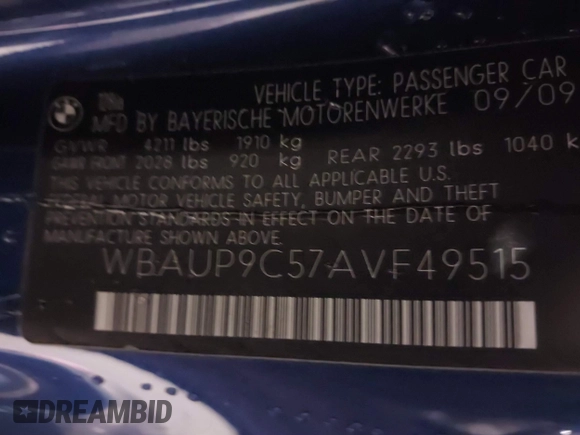 BMW
VEHICLE TYPE: PASSENGER CAR
MFD BY BAYERISCHE MOTORENWERKE 09/09
GVWR 4211 lbs 1910 kg
GAWR FRONT 2028 lbs 920 kg REAR 2293 lbs 1040 k
THIS VEHICLE CONFORMS TO ALL APPLICABLE U.S.
FEDERAL MOTOR VEHICLE SAFETY, BUMPER AND THEFT
PREVENTION STANDARDS IN EFFECT ON THE DATE OF
MANUFACTURE SHOWN ABOVE.
WBAUP9C57AVF49515
DREAMBID